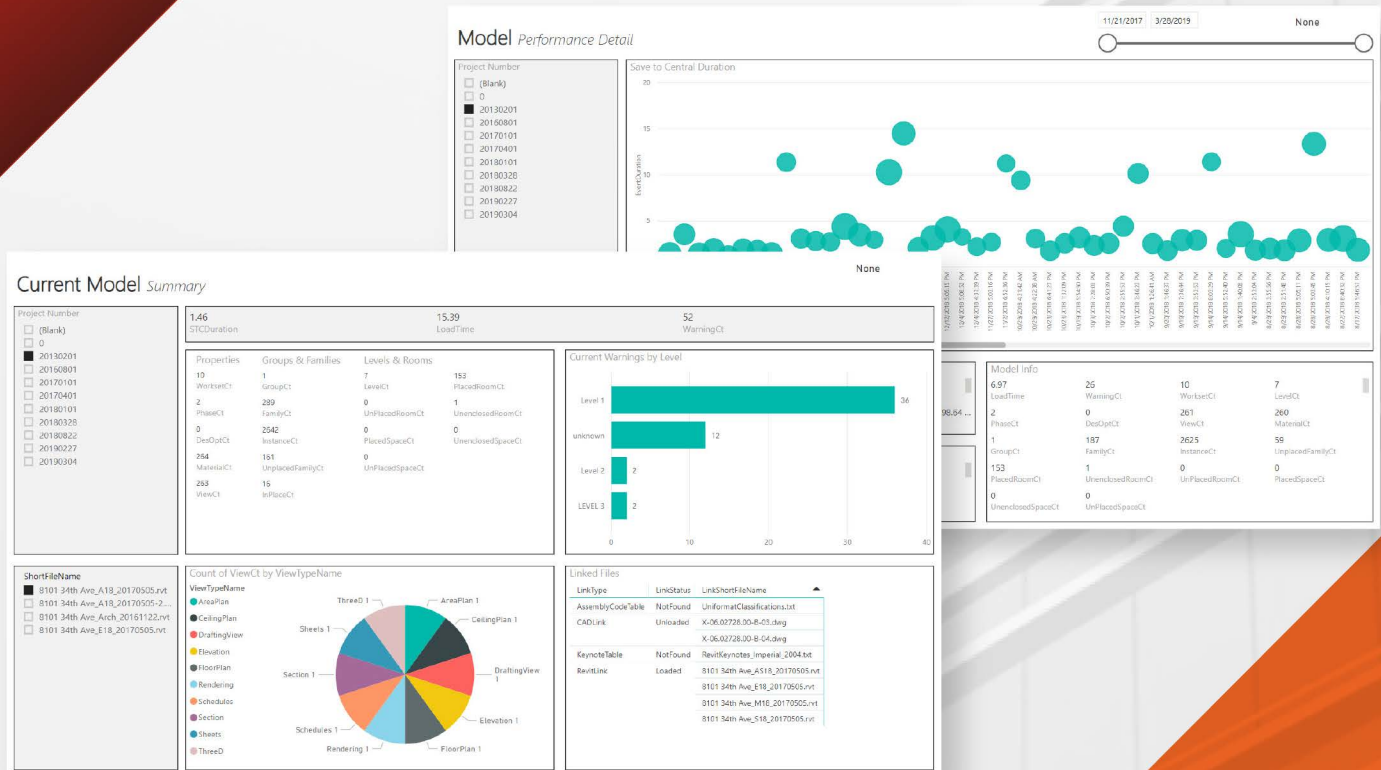 Model Performance Detail
11/21/2017 3/28/2019
None
Project Number
(Blank)
0
20130201
20160801
20170101
20170401
20180101
20180328
20180822
20190227
20190304
Save to Central Duration
20
15
10
5
EventDuration
Model Info
6.97
LoadTime
26
WarningCt
10
WorksetCt
7
LevelCt
98.64 ...
2
PhaseCt
0
DesOptCt
261
ViewCt
260
MaterialCt
1
GroupCt
187
FamilyCt
2625
InstanceCt
59
UnplacedFamilyCt
153
PlacedRoomCt
1
UnenclosedRoomCt
0
UnPlacedRoomCt
0
PlacedSpaceCt
0
UnenclosedSpaceCt
0
UnPlacedSpaceCt
None
Current Model Summary
Project Number
(Blank)
0
20130201
20160801
20170101
20170401
20180101
20180328
20180822
20190227
20190304
1.46
STCDuration
15.39
LoadTime
52
WarningCt
Properties
10
WorksetCt
2
PhaseCt
0
DesOptCt
264
MaterialCt
263
ViewCt
Groups & Families
1
GroupCt
289
FamilyCt
2642
InstanceCt
161
UnplacedFamilyCt
16
InPlaceCt
Levels & Rooms
7
LevelCt
0
UnPlacedRoomCt
0
PlacedSpaceCt
0
UnPlacedSpaceCt
153
PlacedRoomCt
1
UnenclosedRoomCt
0
UnenclosedSpaceCt
Current Warnings by Level
Level 1
36
unknown
12
Level 2
2
LEVEL 3
2
0 10 20 30 40
ShortFileName
8101 34th Ave_A18_20170505.rvt
8101 34th Ave_A18_20170505-2....
8101 34th Ave_Arch_20161122.rvt
8101 34th Ave_E18_20170505.rvt
Count of ViewCt by ViewTypeName
ViewTypeName
AreaPlan
CeilingPlan
DraftingView
Elevation
FloorPlan
Rendering
Schedules
Section
Sheets
ThreeD
ThreeD 1
AreaPlan 1
CeilingPlan 1
Sheets 1
Section 1
DraftingView
1
Elevation 1
Schedules 1
Rendering 1
FloorPlan 1
Linked Files
LinkType LinkStatus LinkShortFileName
AssemblyCodeTable NotFound UniformatClassifications.txt
CADLink Unloaded X-06.02728.00-B-03.dwg
X-06.02728.00-B-04.dwg
KeynoteTable NotFound RevitKeynotes_Imperial_2004.txt
RevitLink Loaded 8101 34th Ave_AS18_20170505.rvt
8101 34th Ave_E18_20170505.rvt
8101 34th Ave_M18_20170505.rvt
8101 34th Ave_S18_20170505.rvt